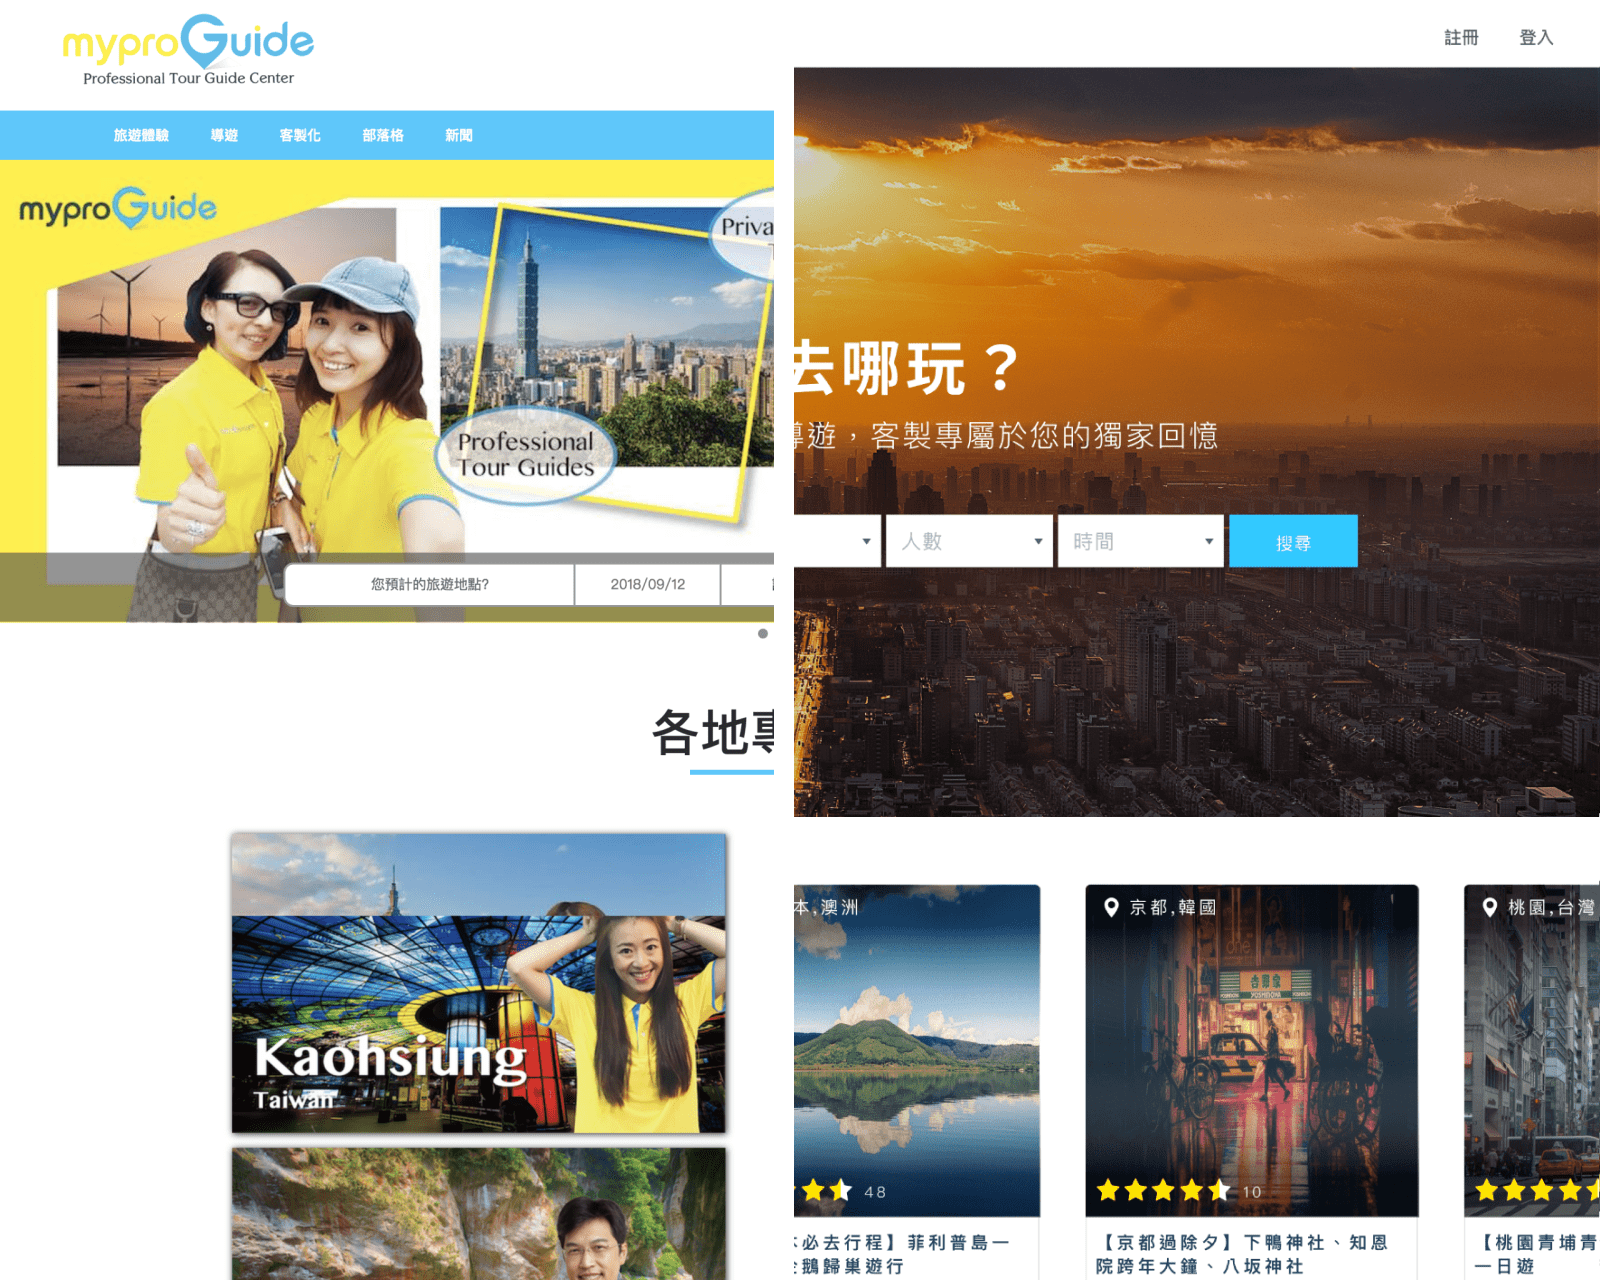 myproGuide
Professional Tour Guide Center
旅遊體驗 導遊 客製化 部落格 新聞
myproGuide
Priva
Professional
Tour Guides
您預計的旅遊地點?
2018/09/12
各地專
Kaohsiung
Taiwan
註冊 登入
去哪玩？
導遊，客製專屬於您的獨家回憶
人數
時間
搜尋
本,澳洲
48
必去行程】菲利普島一
企鵝歸巢遊行
京都,韓國
YOSHINOYA
10
【京都過除夕】下鴨神社、知恩
院跨年大鐘、八坂神社
桃園,台灣
【桃園青埔青
一日遊